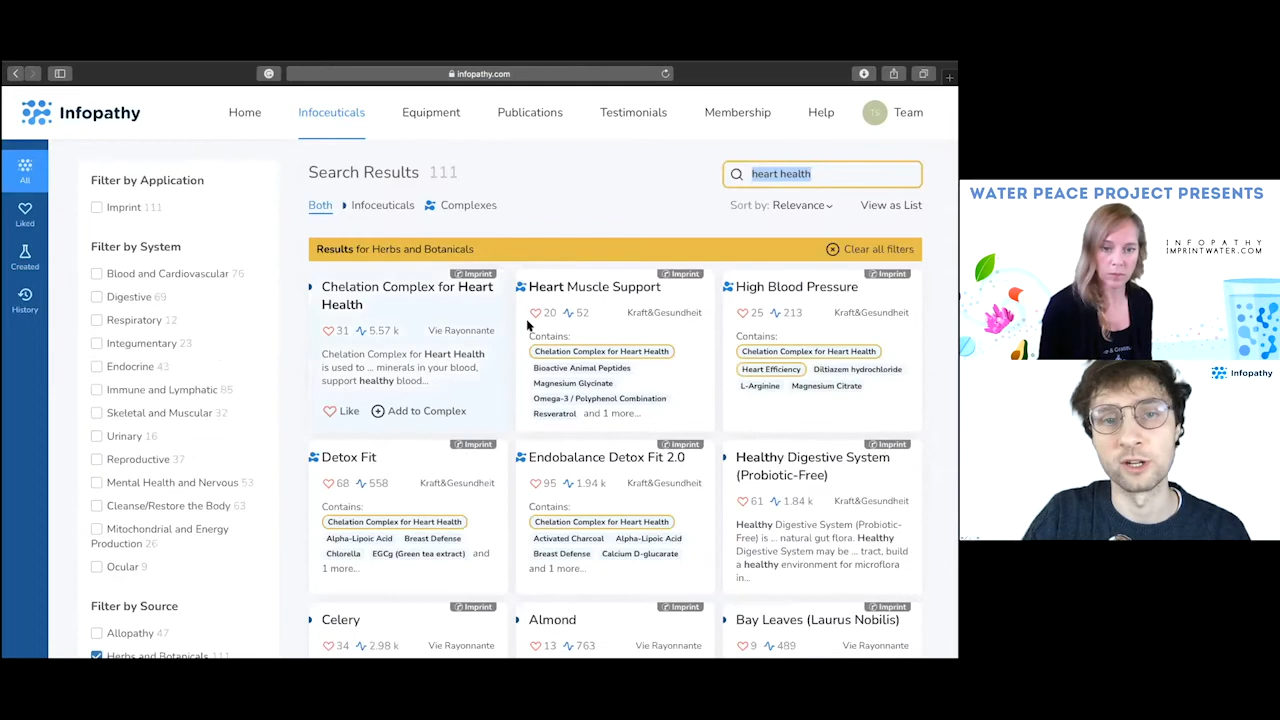 infopathy.com
Infopathy
Home
Infoceuticals
Equipment
Publications
Testimonials
Membership
Help
TS
Team
All
Liked
Created
History
Filter by Application
Imprint 111
Filter by System
Blood and Cardiovascular 76
Digestive 69
Respiratory 12
Integumentary 23
Endocrine 43
Immune and Lymphatic 85
Skeletal and Muscular 32
Urinary 16
Reproductive 37
Mental Health and Nervous 53
Cleanse/Restore the Body 63
Mitochondrial and Energy
Production 26
Ocular 9
Filter by Source
Allopathy 47
Herbs and Botanicals 111
Search Results 111
heart health
Both
Infoceuticals
Complexes
Sort by: Relevance
View as List
Results for Herbs and Botanicals
Clear all filters
Imprint
Chelation Complex for Heart
Health
31 5.57 k Vie Rayonnante
Chelation Complex for Heart Health
is used to ... minerals in your blood,
support healthy blood...
Like
Add to Complex
Imprint
Heart Muscle Support
20 52 Kraft&Gesundheit
Contains:
Chelation Complex for Heart Health
Bioactive Animal Peptides
Magnesium Glycinate
Omega-3 / Polyphenol Combination
Resveratrol and 1 more...
Imprint
High Blood Pressure
25 213 Kraft&Gesundheit
Contains:
Chelation Complex for Heart Health
Heart Efficiency Diltiazem hydrochloride
L-Arginine Magnesium Citrate
Imprint
Detox Fit
68 558 Kraft&Gesundheit
Contains:
Chelation Complex for Heart Health
Alpha-Lipoic Acid Breast Defense
Chlorella EGCg (Green tea extract) and
1 more...
Imprint
Endobalance Detox Fit 2.0
95 1.94 k Kraft&Gesundheit
Contains:
Chelation Complex for Heart Health
Activated Charcoal Alpha-Lipoic Acid
Breast Defense Calcium D-glucarate
and 1 more...
Imprint
Healthy Digestive System
(Probiotic-Free)
61 1.84 k Kraft&Gesundheit
Healthy Digestive System (Probiotic-
Free) is ... natural gut flora. Healthy
Digestive System may be ... tract, build
a healthy environment for microflora
in...
Imprint
Celery
34 2.98 k Vie Rayonnante
Imprint
Almond
13 763 Vie Rayonnante
Imprint
Bay Leaves (Laurus Nobilis)
9 489 Vie Rayonnante
WATER PEACE PROJECT PRESENTS
INFOPATHY
IMPRINTWATER.COM
Infopathy